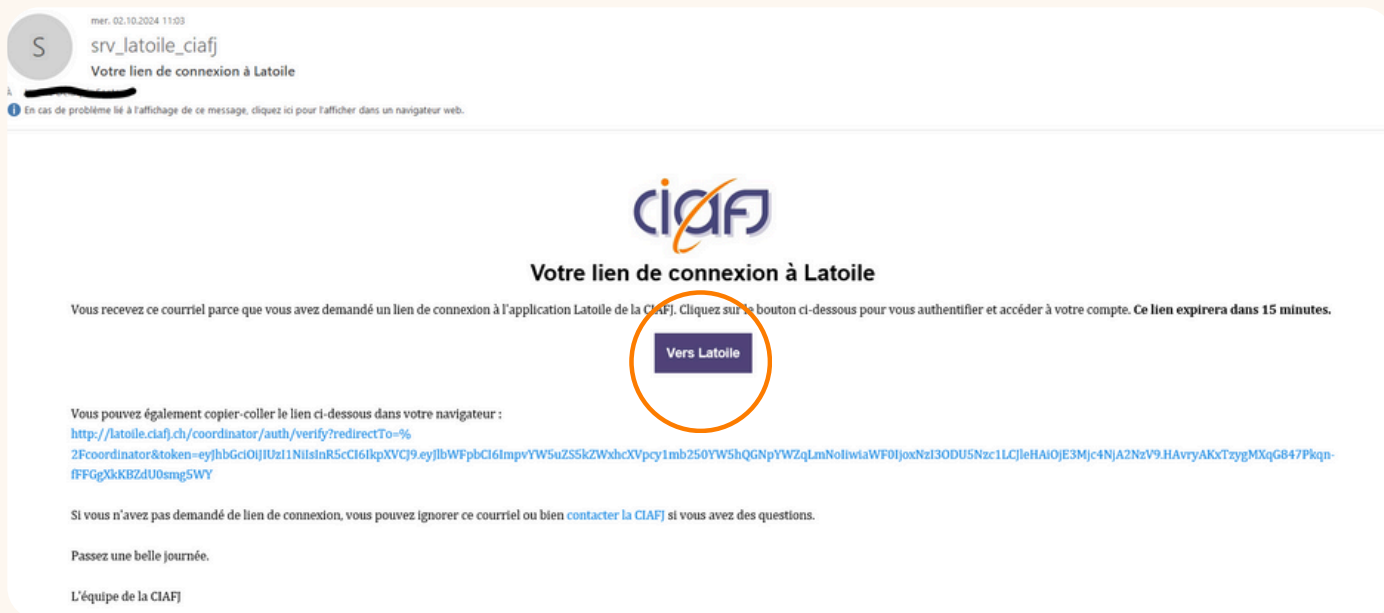 mer. 02.10.2024 11:03
S
srv_latoile_ciafj
Votre lien de connexion à Latoile
À
En cas de problème lié à l'affichage de ce message, cliquez ici pour l'afficher dans un navigateur web.
ciafJ
Votre lien de connexion à Latoile
Vous recevez ce courriel parce que vous avez demandé un lien de connexion à l'application Latoile de la CIAFJ. Cliquez sur le bouton ci-dessous pour vous authentifier et accéder à votre compte. Ce lien expirera dans 15 minutes.
Vers Latoile
Vous pouvez également copier-coller le lien ci-dessous dans votre navigateur :
http://latoile.ciafj.ch/coordinator/auth/verify?redirectTo=%
Si vous n'avez pas demandé de lien de connexion, vous pouvez ignorer ce courriel ou bien contacter la CIAFJ si vous avez des questions.
Passez une belle journée.
L'équipe de la CIAFJ